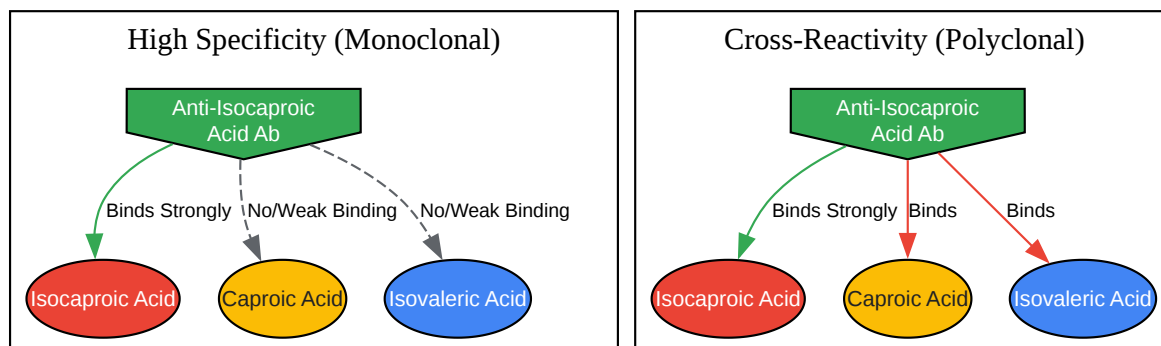 High Specificity (Monoclonal)
Anti-Isocaproic
Acid Ab
Binds Strongly
No/Weak Binding
No/Weak Binding
Isocaproic Acid
Caproic Acid
Isovaleric Acid
Cross-Reactivity (Polyclonal)
Anti-Isocaproic
Acid Ab
Binds Strongly
Binds
Binds
Isocaproic Acid
Caproic Acid
Isovaleric Acid